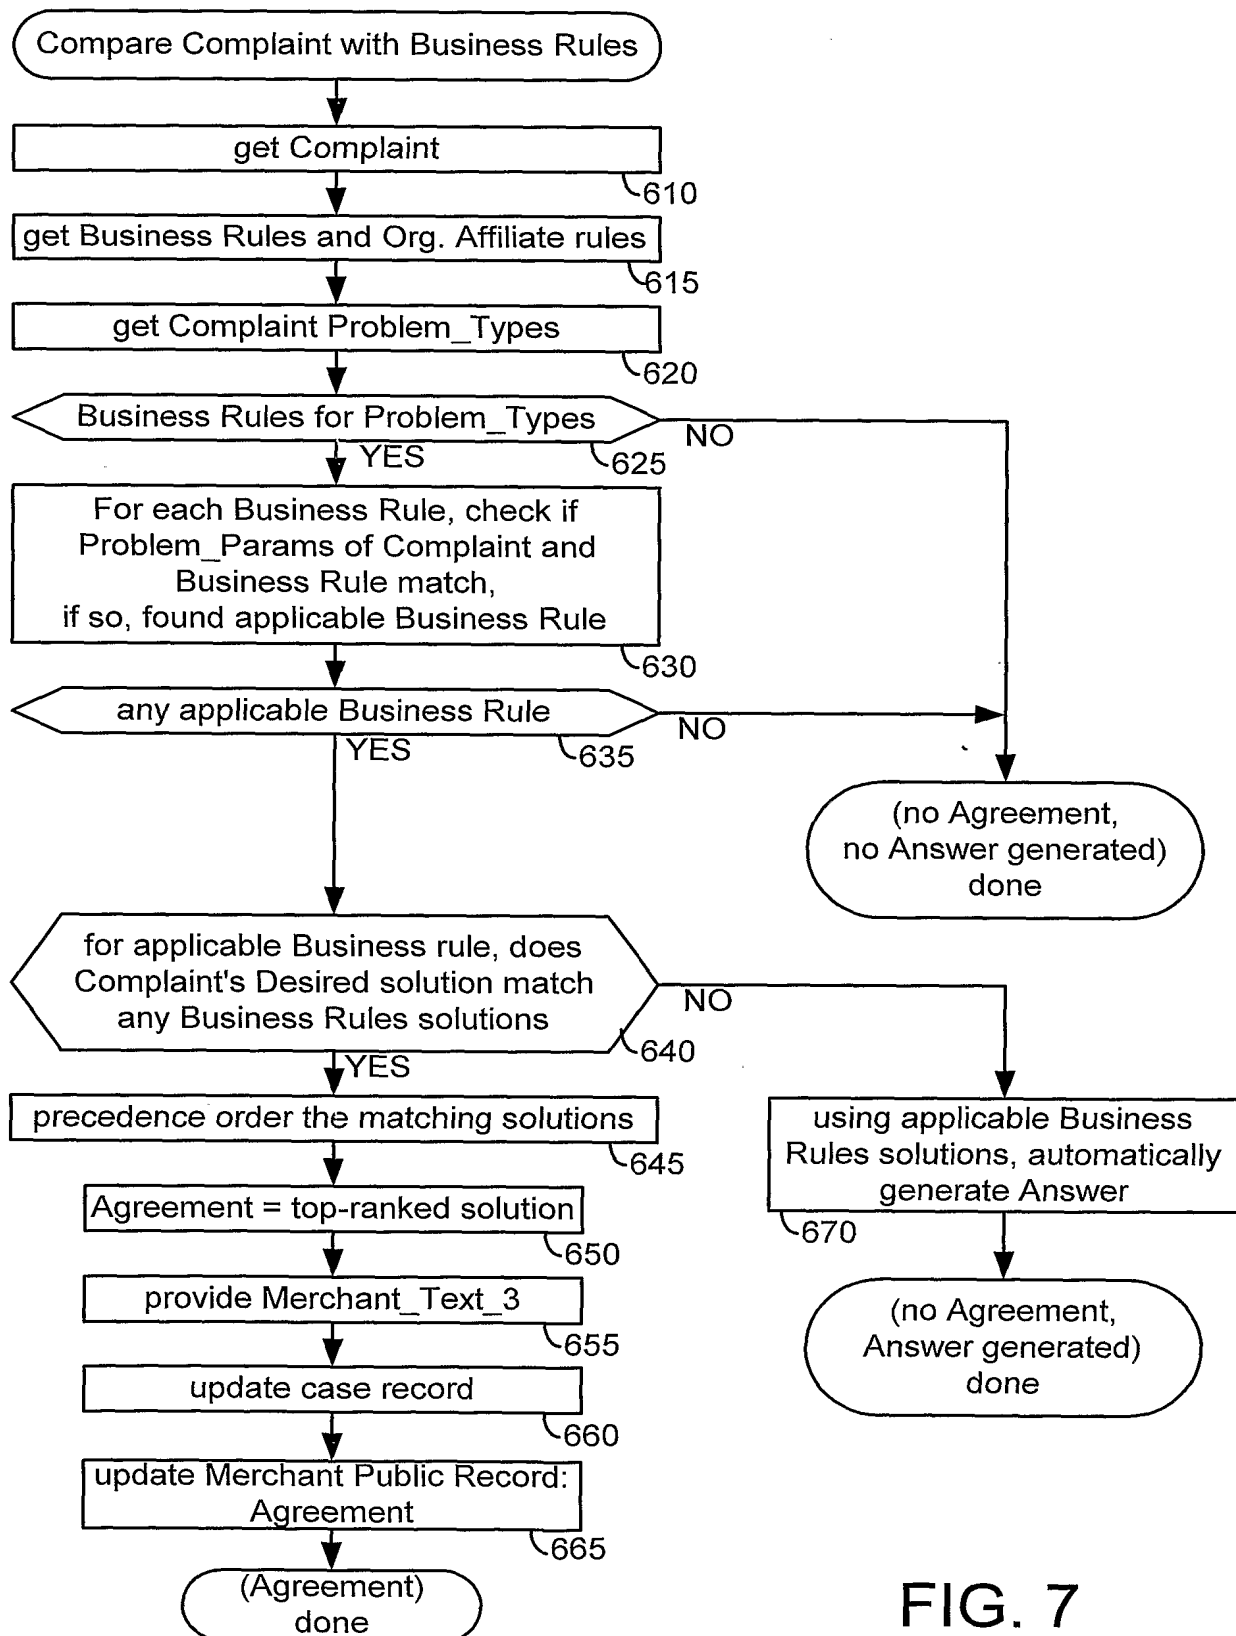 Compare Complaint with Business Rules
get Complaint
610
get Business Rules and Org. Affiliate rules
615
get Complaint Problem_Types
620
Business Rules for Problem_Types
NO
YES
625
For each Business Rule, check if
Problem_Params of Complaint and
Business Rule match,
if so, found applicable Business Rule
630
any applicable Business Rule
NO
YES
635
(no Agreement,
no Answer generated)
done
for applicable Business rule, does
Complaint's Desired solution match
any Business Rules solutions
NO
640
YES
precedence order the matching solutions
645
using applicable Business
Rules solutions, automatically
generate Answer
670
Agreement = top-ranked solution
650
provide Merchant_Text_3
655
(no Agreement,
Answer generated)
done
update case record
660
update Merchant Public Record:
Agreement
665
(Agreement)
done
FIG. 7